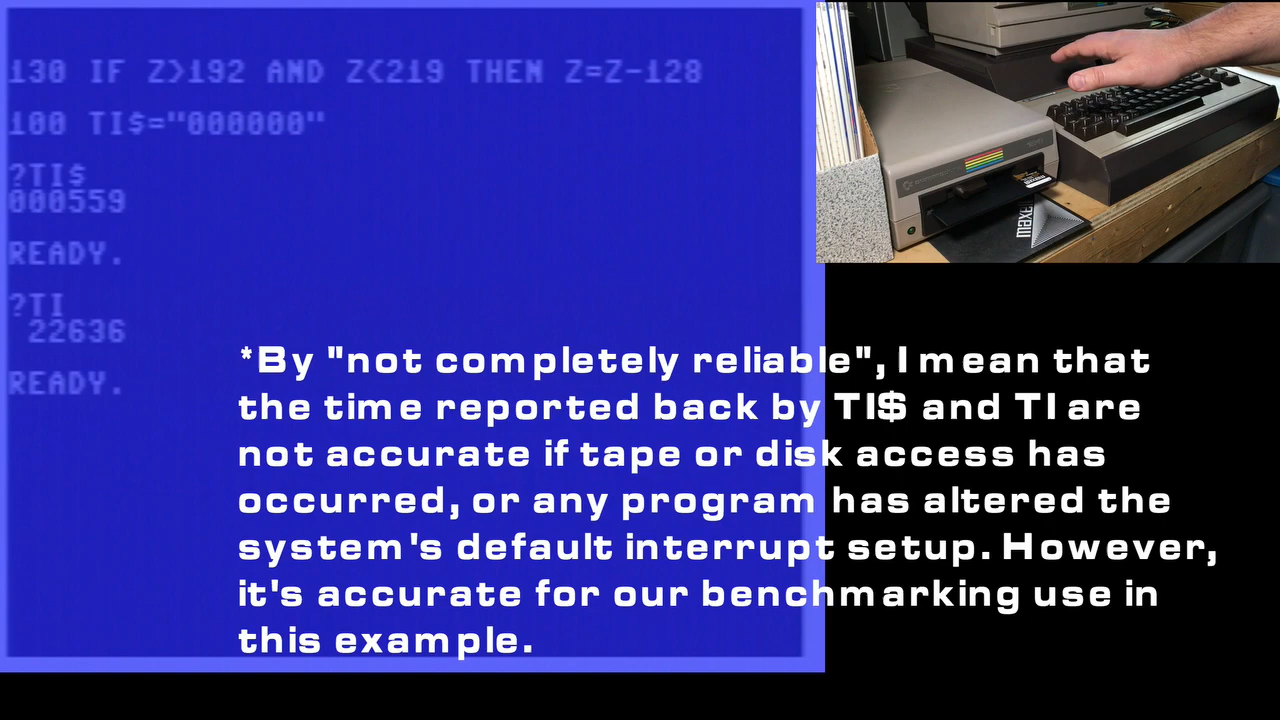 130 IF Z>192 AND Z<219 THEN Z=Z-128
100 TI$="000000"
?TI$
000559
READY.
?TI
22636
READY.
maxell
*By "not completely reliable", I mean that
the time reported back by TI$ and TI are
not accurate if tape or disk access has
occurred, or any program has altered the
system's default interrupt setup. However,
it's accurate for our benchmarking use in
this example.